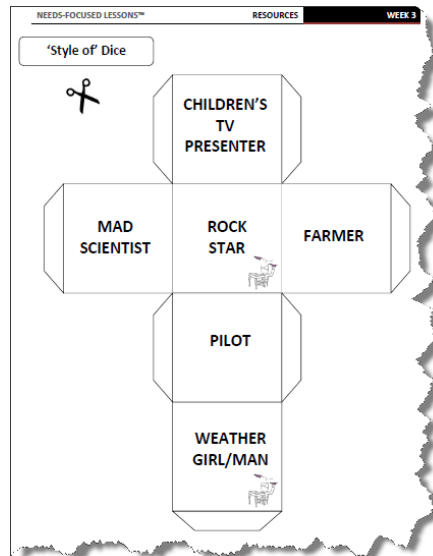 NEEDS-FOCUSED LESSONS™ RESOURCES WEEK 3
'Style of' Dice
CHILDREN'S
TV
PRESENTER
MAD
SCIENTIST
ROCK
STAR
FARMER
PILOT
WEATHER
GIRL/MAN